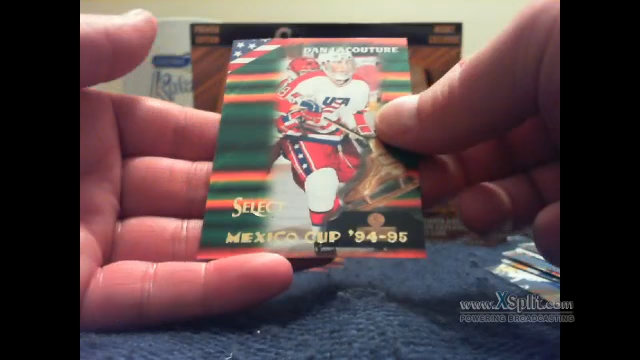 DAN LACOUTURE
USA
SELECT
MEXICO CUP '94-95
www.XSplit.com
POWERING BROADCASTING